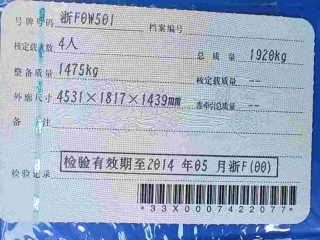 号牌号码 浙F0W501 档案编号
核定载人数 4人 总质量 1920kg
整备质量 1475kg 核定载质量 --
外廓尺寸 4531×1817×1439mm 准牵引总质量 --
备注
检验有效期至2014年05月浙F(00)
检验记录
*33X0007422077*